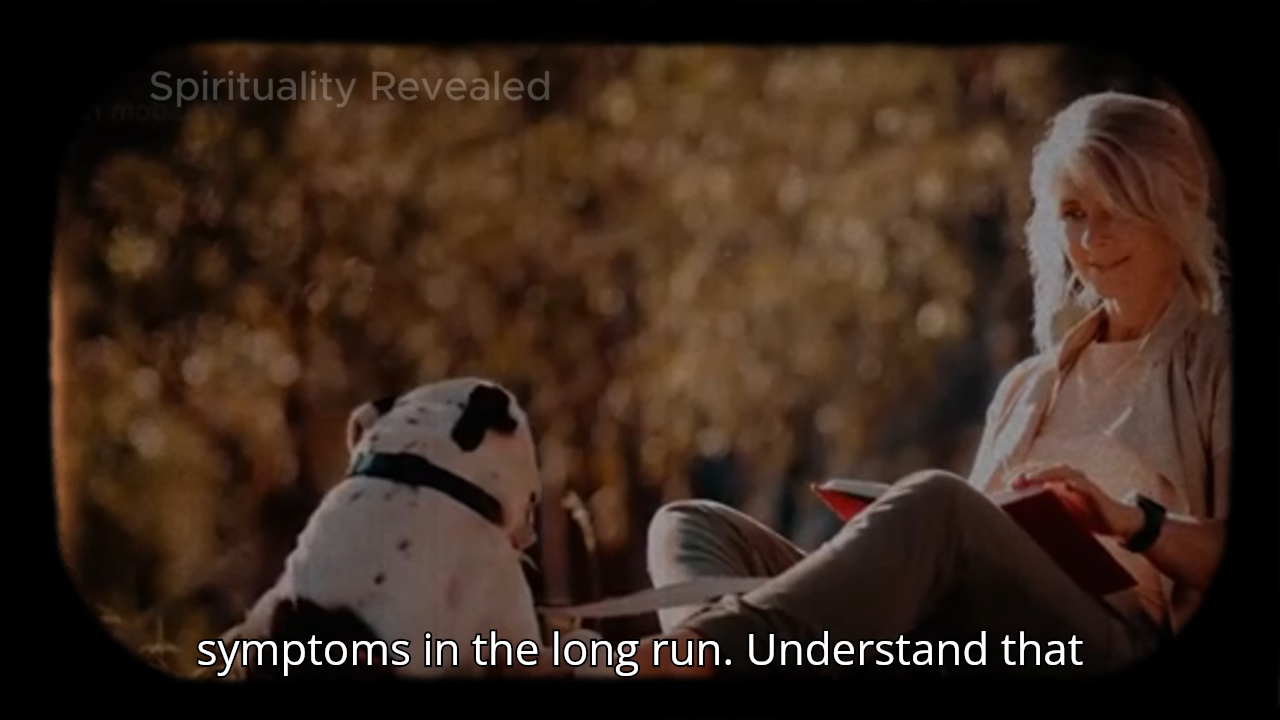 Spirituality Revealed
symptoms in the long run. Understand that